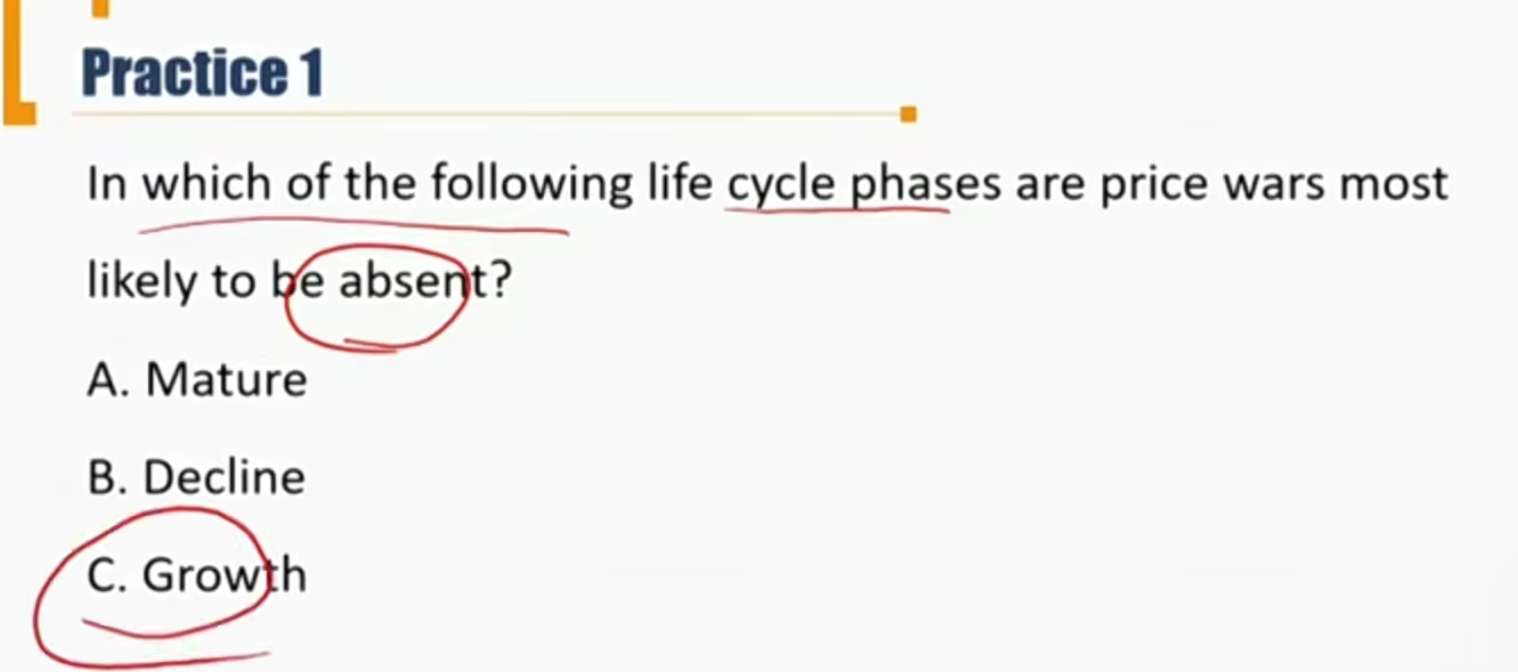 Practice 1
In which of the following life cycle phases are price wars most
likely to be absent?
A. Mature
B. Decline
C. Growth